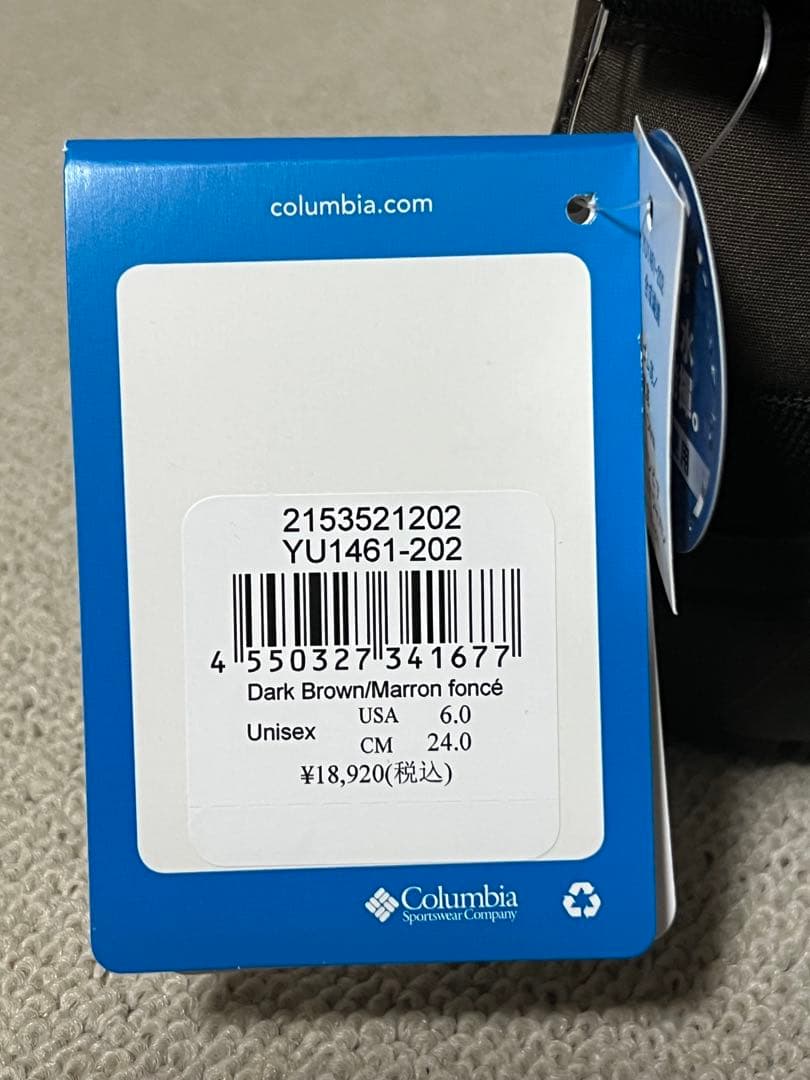 columbia.com
2153521202
YU1461-202
4 550327 341677
Dark Brown/Marron foncé
Unisex
USA 6.0
CM 24.0
¥18,920(税込)
Columbia
Sportswear Company